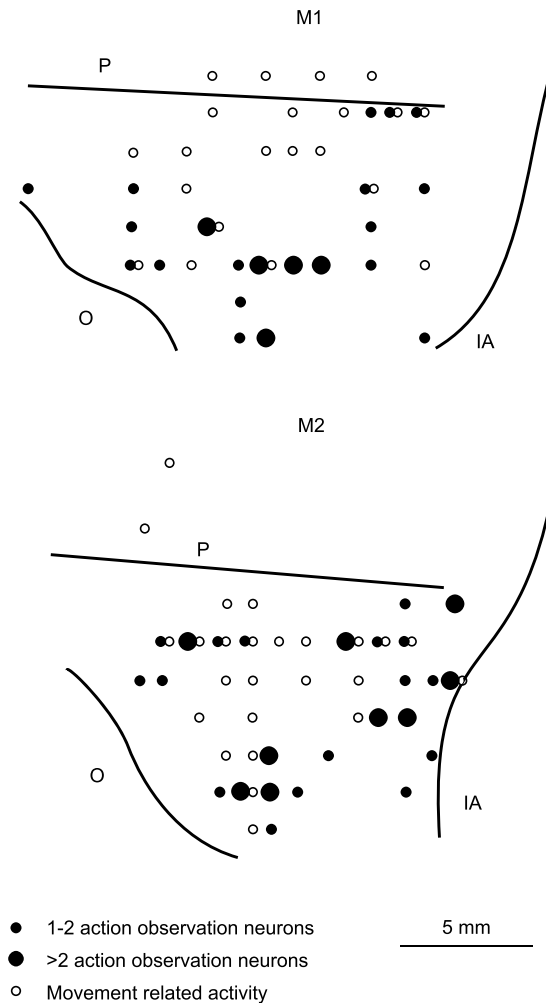 M1
P
O
IA
M2
P
O
IA
1-2 action observation neurons
>2 action observation neurons
Movement related activity
5 mm